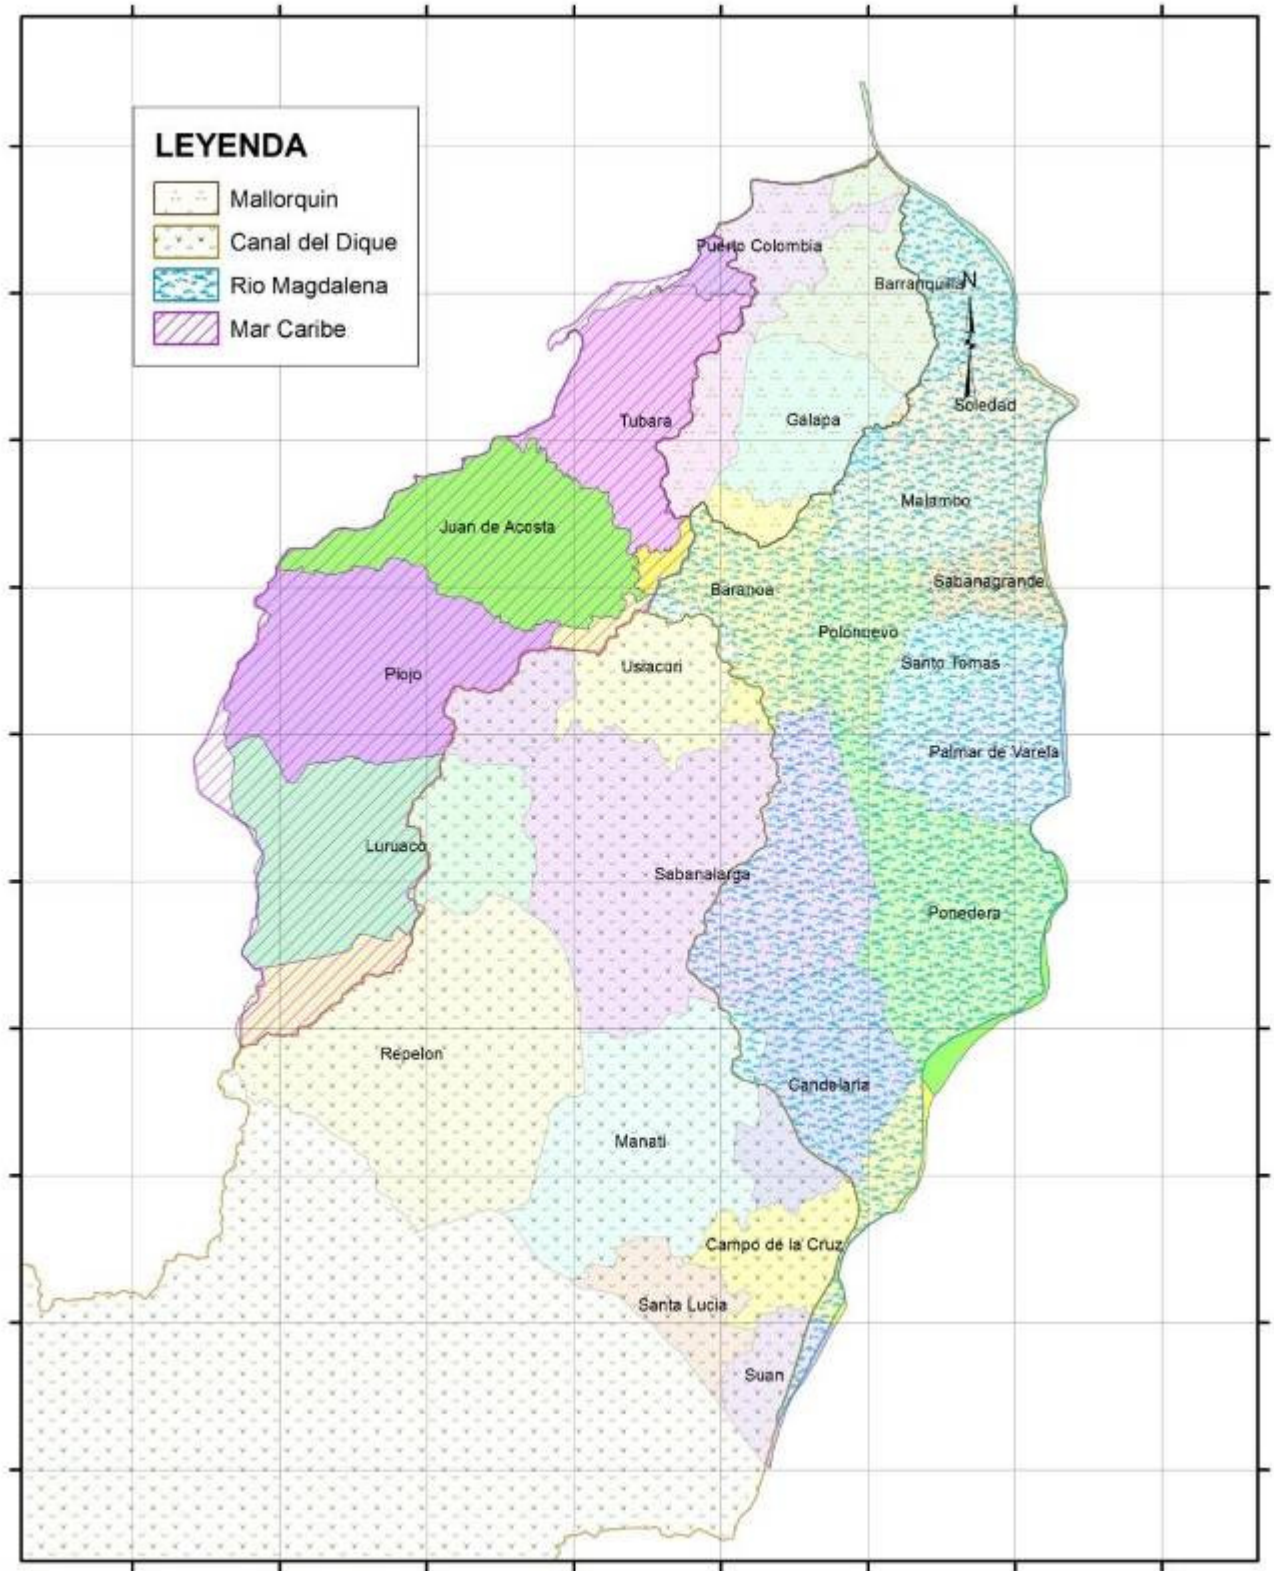 LEYENDA
Mallorquin
Canal del Dique
Rio Magdalena
Mar Caribe
Puerto Colombia
Barranquilla
N
Soledad
Tubara
Galapa
Malambo
Juan de Acosta
Sabanagrande
Baranoa
Polonuevo
Santo Tomas
Usiacuri
Piojo
Palmar de Varela
Luruaco
Sabanalarga
Ponedera
Repelon
Candelaria
Manati
Campo de la Cruz
Santa Lucia
Suan